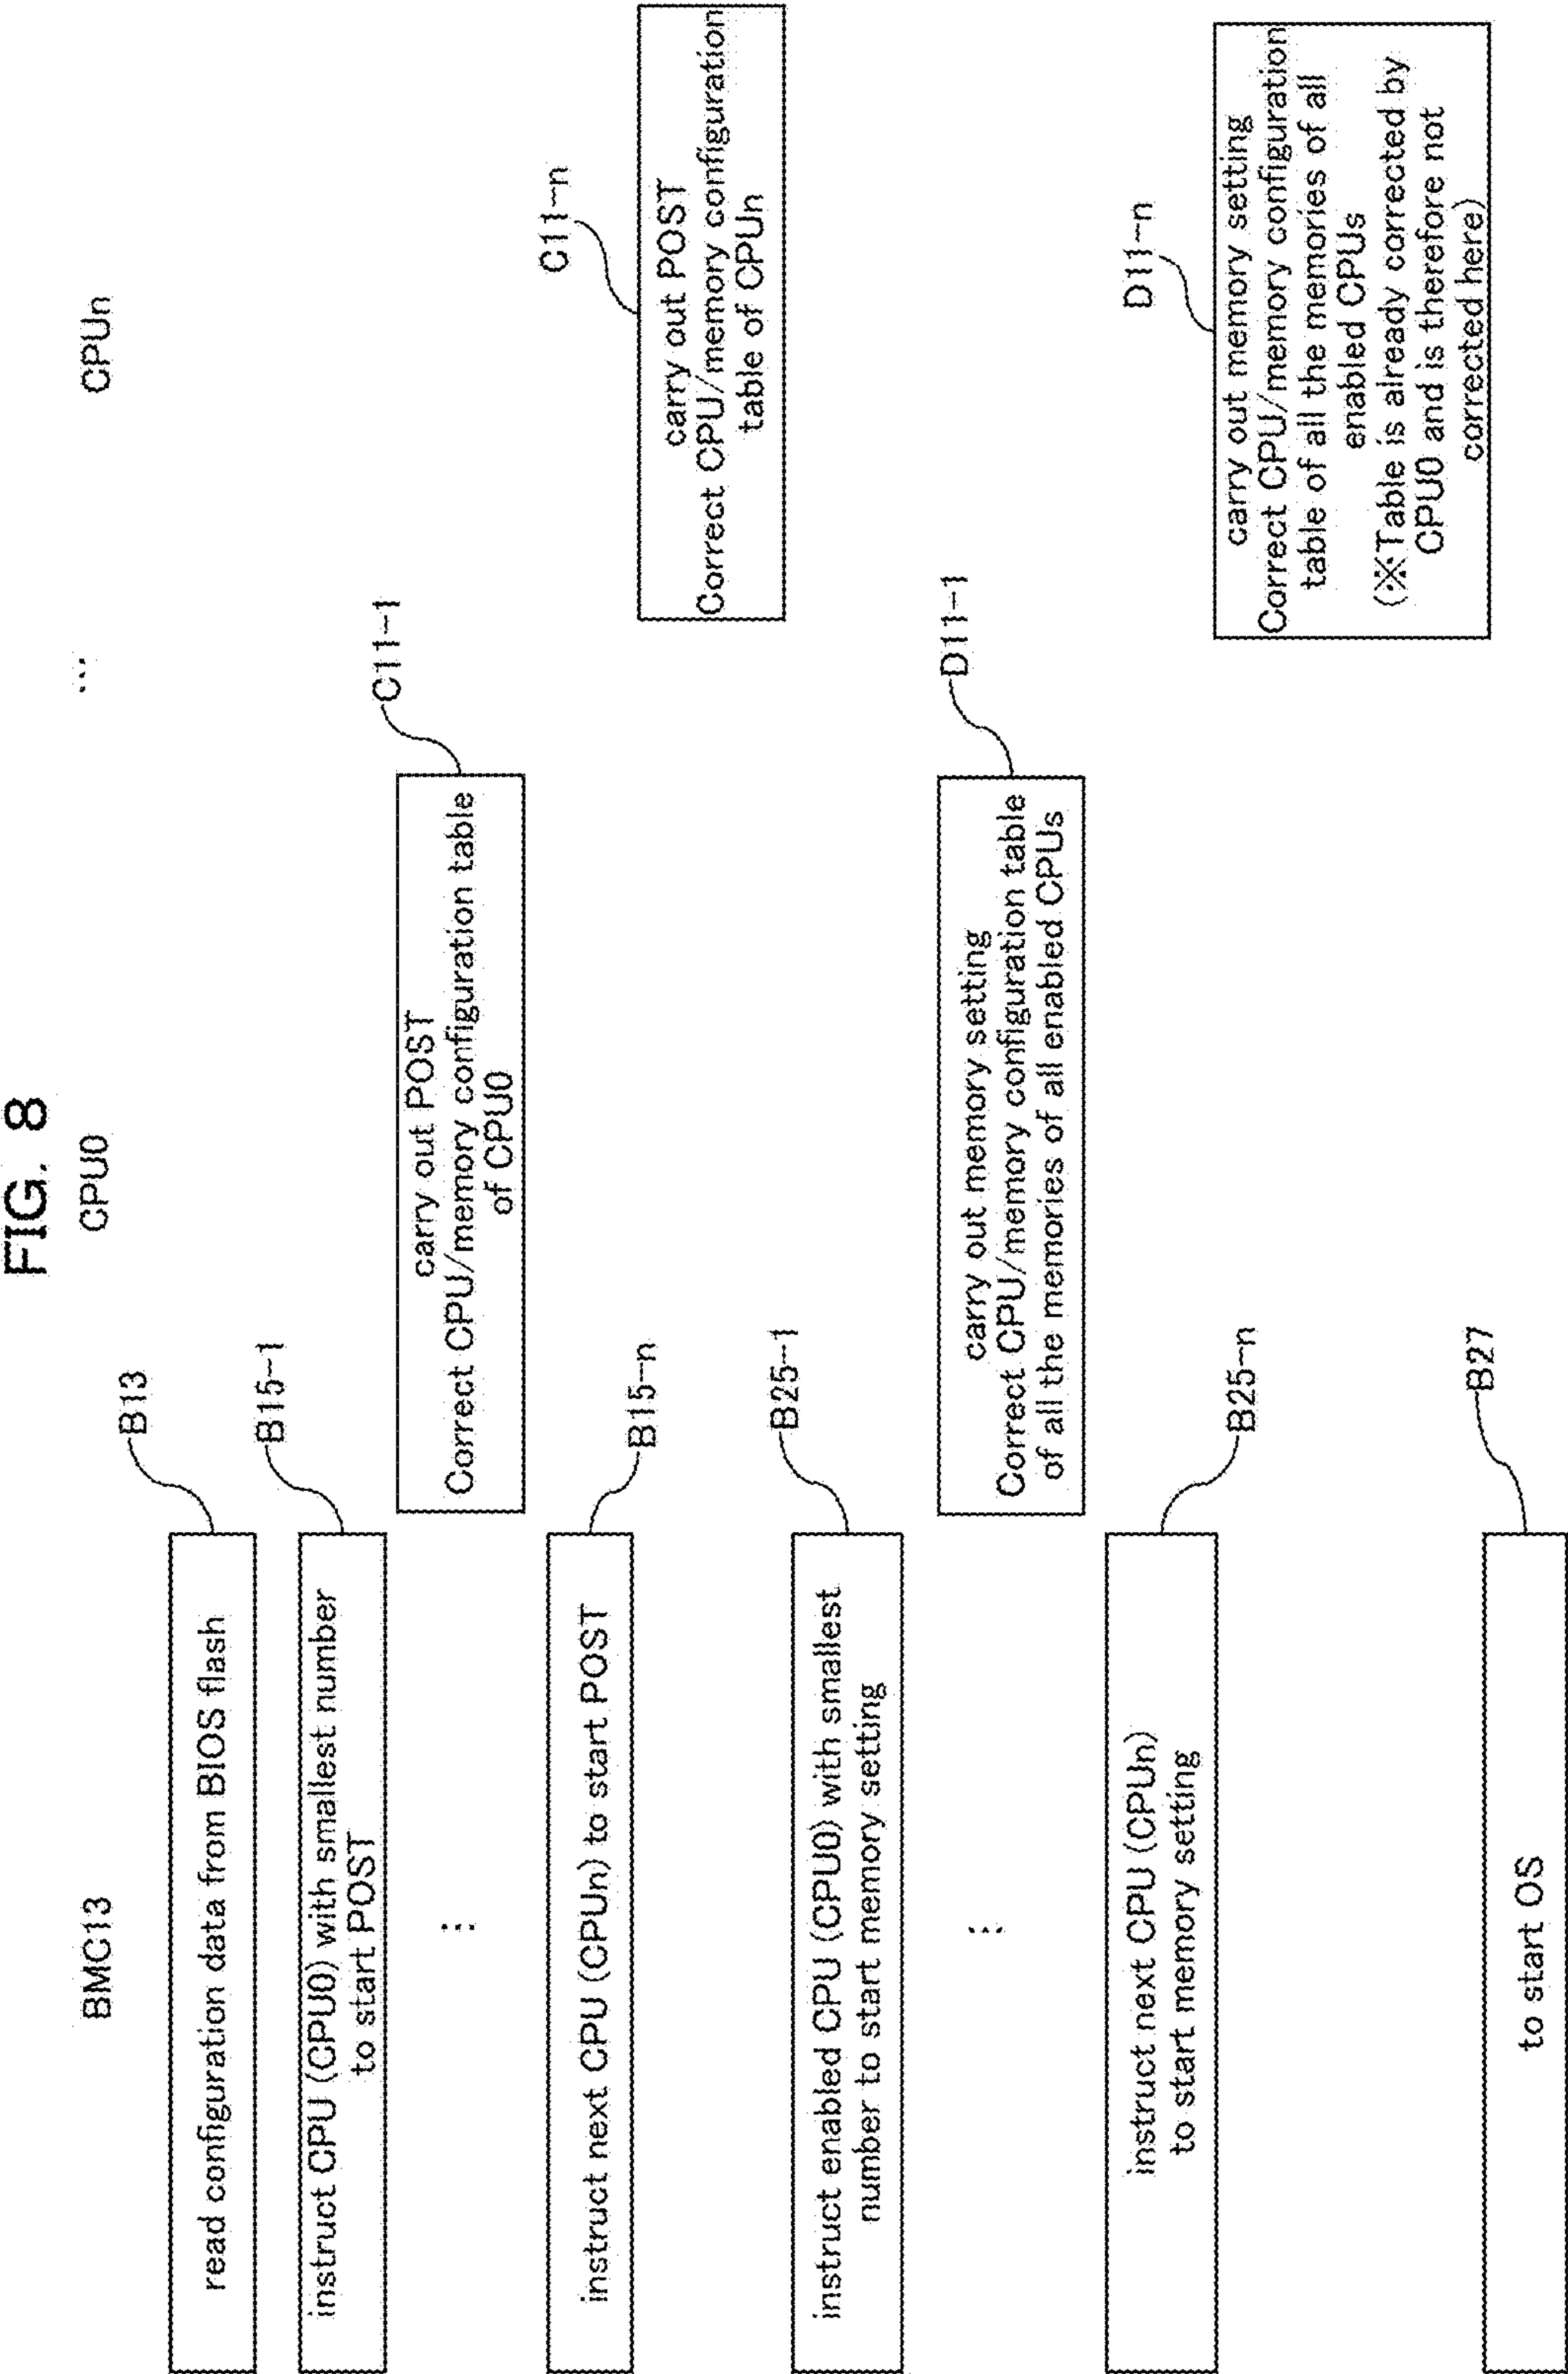 FIG. 8
BMC13
CPU0
...
CPUn
B13
read configuration data from BIOS flash
B15-1
instruct CPU (CPU0) with smallest number
to start POST
C11-1
carry out POST
Correct CPU/memory configuration table
of CPU0
...
B15-n
instruct next CPU (CPUn) to start POST
C11-n
carry out POST
Correct CPU/memory configuration
table of CPUn
B25-1
instruct enabled CPU (CPU0) with smallest
number to start memory setting
D11-1
carry out memory setting
Correct CPU/memory configuration table
of all the memories of all enabled CPUs
...
B25-n
instruct next CPU (CPUn)
to start memory setting
D11-n
carry out memory setting
Correct CPU/memory configuration
table of all the memories of all
enabled CPUs
(※Table is already corrected by
CPU0 and is therefore not
corrected here)
B27
to start OS